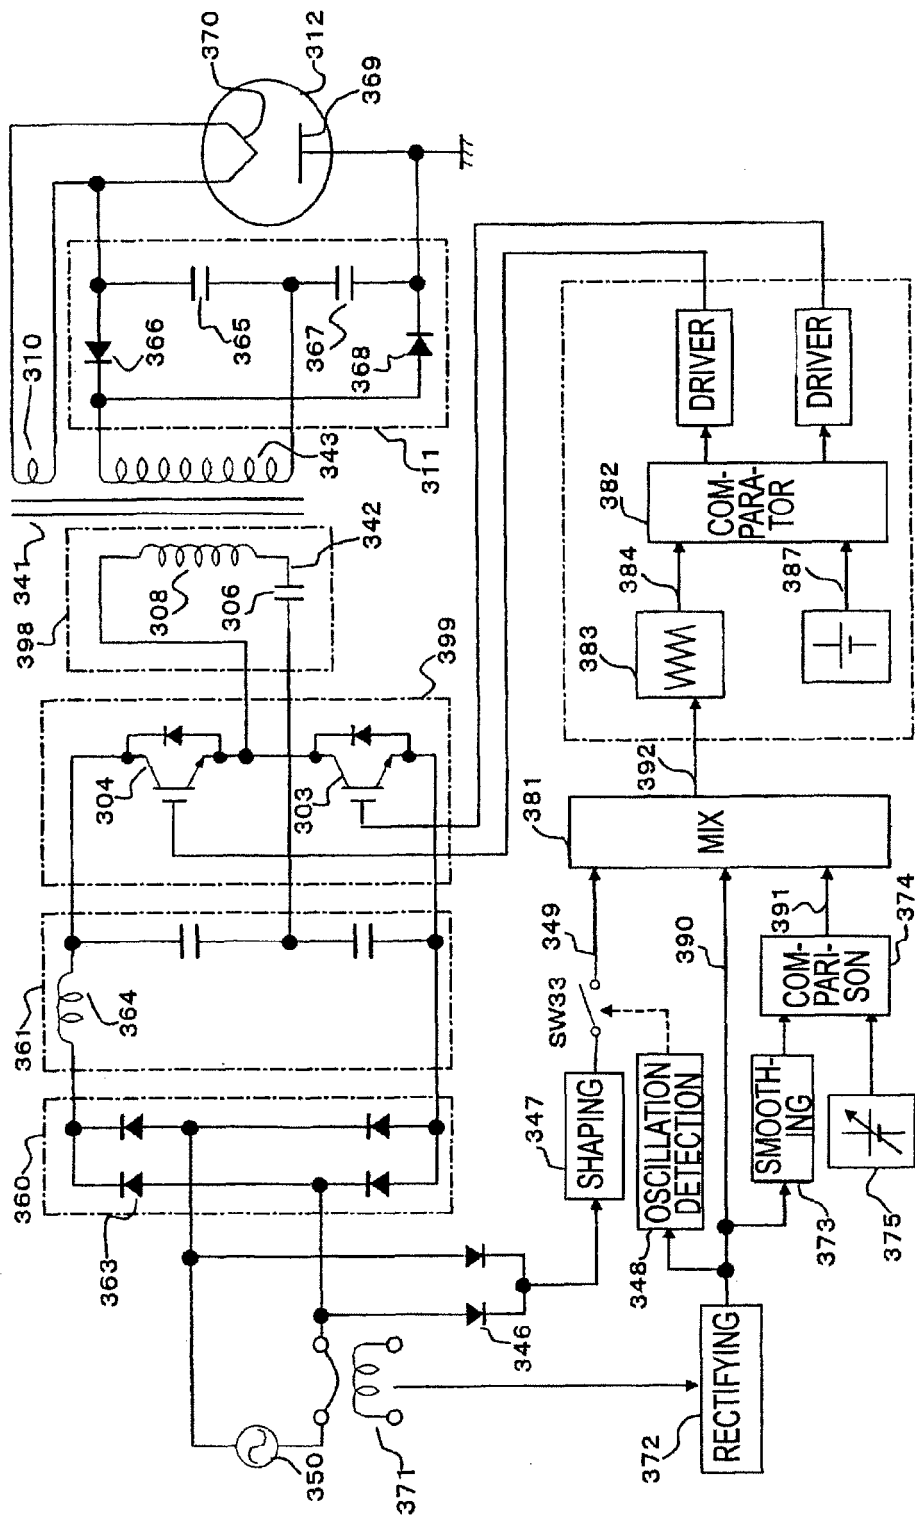 341
310
370
312
369
366
365
367
368
311
343
342
308
306
398
399
304
303
361
364
360
363
350
371
346
347
SHAPING
SW33
349
348
OSCILLATION
DETECTION
390
372
RECTIFYING
373
SMOOTH-
ING
375
COM-
PARI-
SON
374
391
381
MIX
392
383
384
387
382
COM-
PARA-
TOR
DRIVER
DRIVER